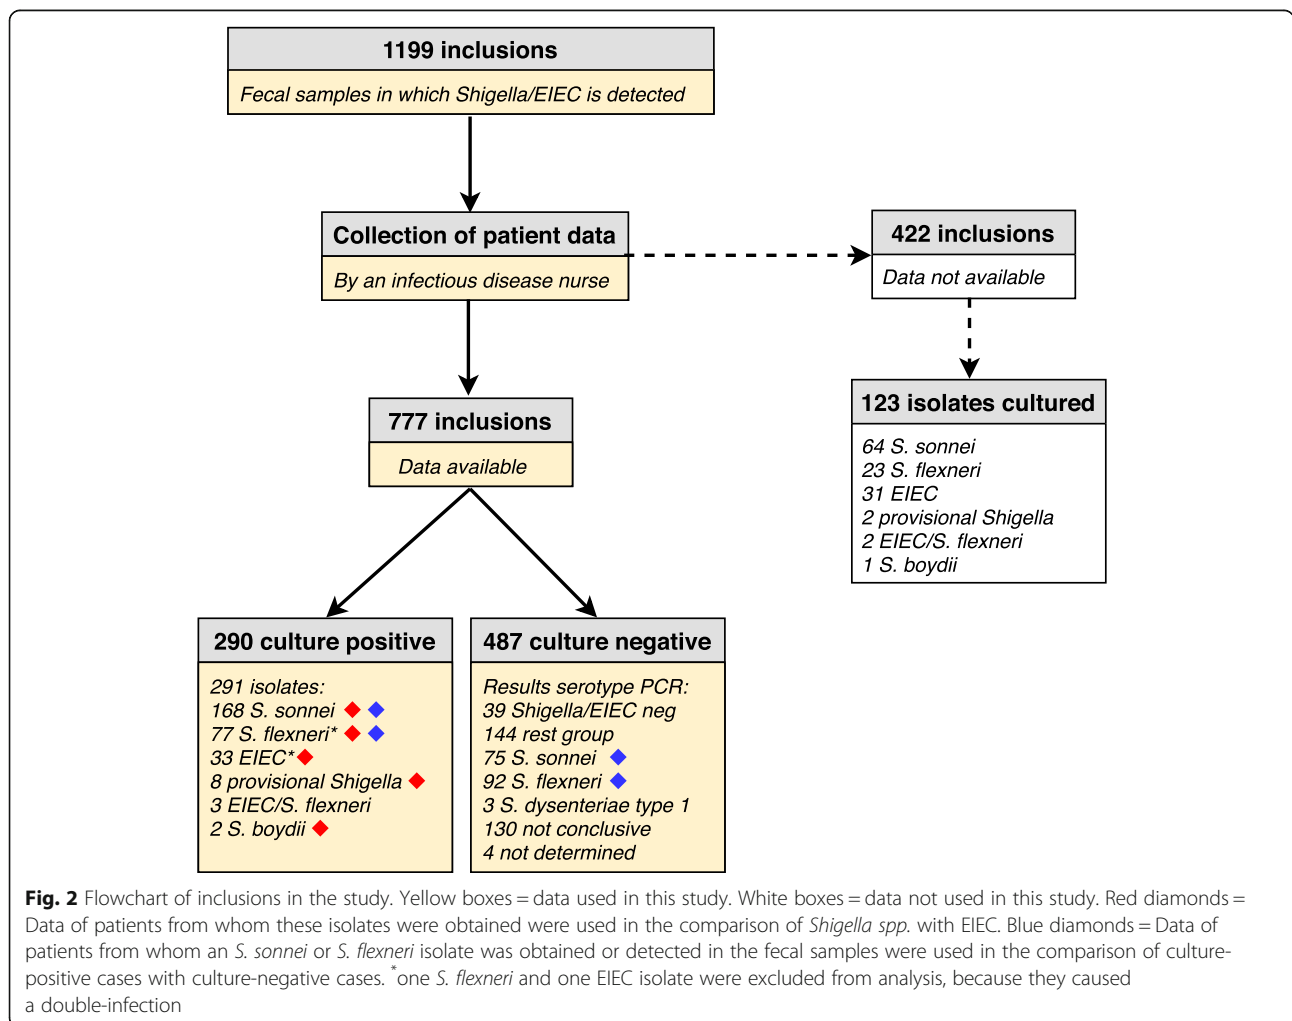 1199 inclusions
Fecal samples in which Shigella/EIEC is detected
Collection of patient data
By an infectious disease nurse
422 inclusions
Data not available
123 isolates cultured
64 S. sonnei
23 S. flexneri
31 EIEC
2 provisional Shigella
2 EIEC/S. flexneri
1 S. boydii
777 inclusions
Data available
290 culture positive
291 isolates:
168 S. sonnei
77 S. flexneri*
33 EIEC*
8 provisional Shigella
3 EIEC/S. flexneri
2 S. boydii
487 culture negative
Results serotype PCR:
39 Shigella/EIEC neg
144 rest group
75 S. sonnei
92 S. flexneri
3 S. dysenteriae type 1
130 not conclusive
4 not determined
Fig. 2 Flowchart of inclusions in the study. Yellow boxes = data used in this study. White boxes = data not used in this study. Red diamonds =
Data of patients from whom these isolates were obtained were used in the comparison of Shigella spp. with EIEC. Blue diamonds = Data of
patients from whom an S. sonnei or S. flexneri isolate was obtained or detected in the fecal samples were used in the comparison of culture-
positive cases with culture-negative cases. *one S. flexneri and one EIEC isolate were excluded from analysis, because they caused
a double-infection